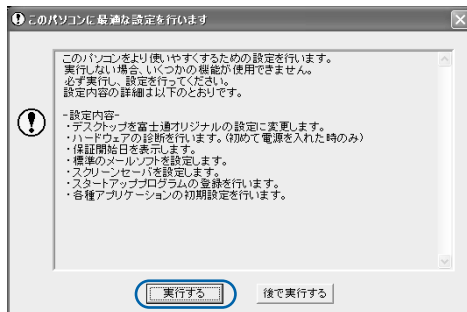 このパソコンに最適な設定を行います
このパソコンをより使いやすくするための設定を行います。
実行しない場合、いくつかの機能が使用できません。
必ず実行し、設定を行ってください。
設定内容の詳細は以下のとおりです。
-設定内容-
・デスクトップを富士通オリジナルの設定に変更します。
・ハードウェアの診断を行います。(初めて電源を入れた時のみ)
・保証開始日を表示します。
・標準のメールソフトを設定します。
・スクリーンセーバを設定します。
・スタートアッププログラムの登録を行います。
・各種アプリケーションの初期設定を行います。
実行する
後で実行する